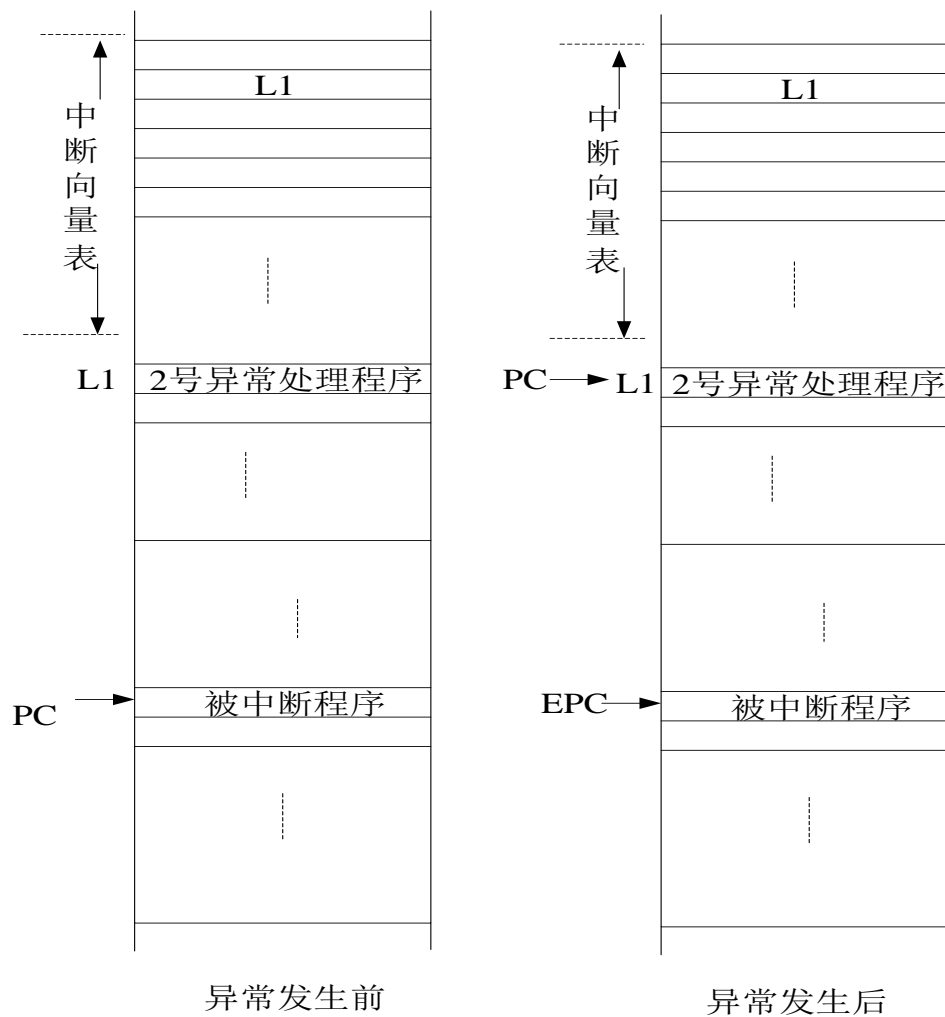 L1
中断向量表
L1 2号异常处理程序
PC 被中断程序
异常发生前
L1
中断向量表
PC L1 2号异常处理程序
EPC 被中断程序
异常发生后